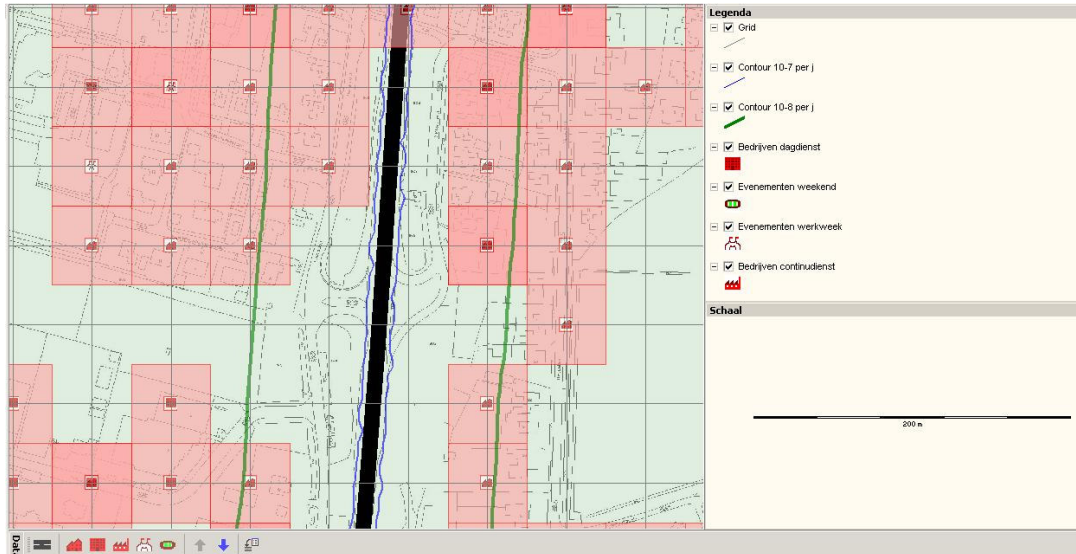 Legenda
Grid
Contour 10-7 per j
Contour 10-8 per j
Bedrijven dagdienst
Evenementen weekend
Evenementen werkweek
Bedrijven continudienst
Schaal
200 m
Dat